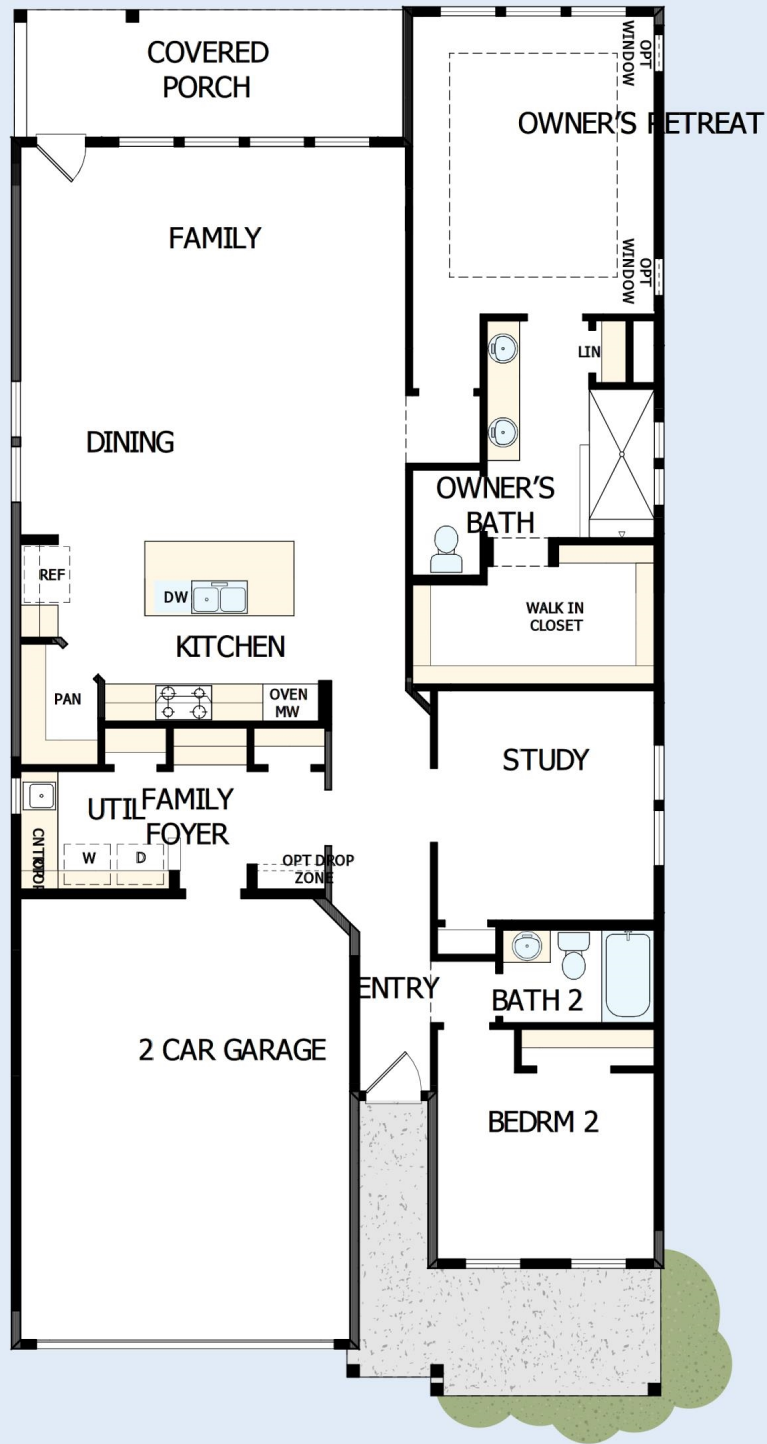 COVERED
PORCH
OPT
WINDOW
OWNER'S RETREAT
FAMILY
OPT
WINDOW
LIN
DINING
OWNER'S
BATH
REF
DW
WALK IN
CLOSET
KITCHEN
PAN
OVEN
MW
STUDY
UTIL
FAMILY
FOYER
W
D
OPT DROP
ZONE
ENTRY
BATH 2
2 CAR GARAGE
BEDRM 2